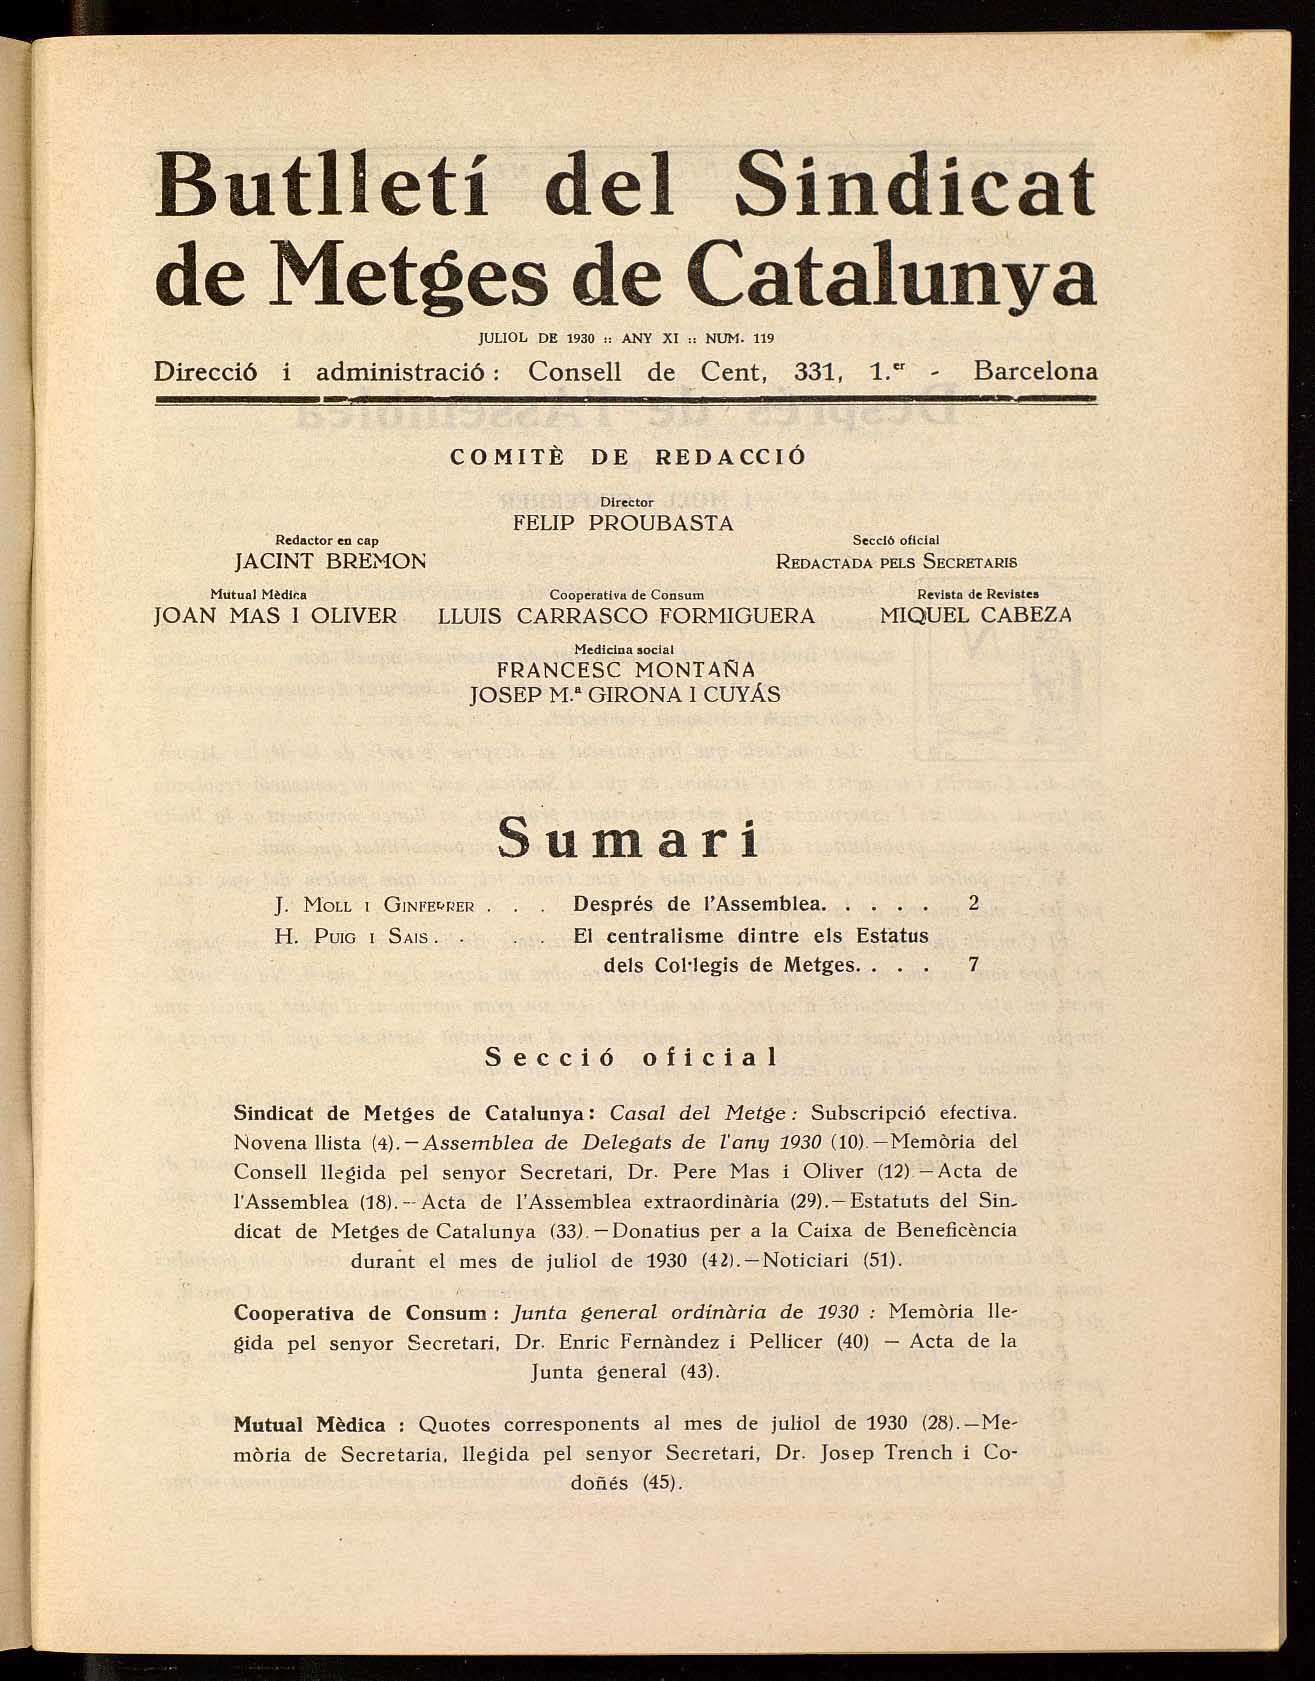 Butlletí del Sindicat
de Metges de Catalunya
JULIOL DE 1930 :: ANY XI :: NUM. 119
Direcció i administració : Consell de Cent, 331, 1.er - Barcelona
COMITÈ DE REDACCIÓ
Director
FELIP PROUBASTA
Redactor en cap
JACINT BREMON
Secció oficial
REDACTADA PELS SECRETARIS
Mútual Mèdica
JOAN MAS I OLIVER
Cooperativa de Consum
LLUIS CARRASCO FORMIGUERA
Revista de Revistes
MIQUEL CABEZA
Medicina social
FRANCESC MONTAÑA
JOSEP M.ª GIRONA I CUYÁS
Sumari
J. MOLL I GINFERRER . . . Després de l'Assemblea. . . . . . 2
H. PUIG I SAIS. . . . . El centralisme dintre els Estatus
dels Col·legis de Metges. . . . 7
Secció oficial
Sindicat de Metges de Catalunya: Casal del Metge: Subscripció efectiva.
Novena llista (4).—Assemblea de Delegats de l'any 1930 (10).—Memòria del
Consell llegida pel senyor Secretari, Dr. Pere Mas i Oliver (12).—Acta de
l'Assemblea (18).—Acta de l'Assemblea extraordinària (29).—Estatuts del Sin-
dicat de Metges de Catalunya (33).—Donatius per a la Caixa de Beneficència
durant el mes de juliol de 1930 (42).—Noticiari (51).
Cooperativa de Consum : Junta general ordinària de 1930 : Memòria lle-
gida pel senyor Secretari, Dr. Enric Fernàndez i Pellicer (40) — Acta de la
Junta general (43).
Mutual Mèdica : Quotes corresponents al mes de juliol de 1930 (28).—Me-
mòria de Secretaria, llegida pel senyor Secretari, Dr. Josep Trench i Co-
doñés (45).